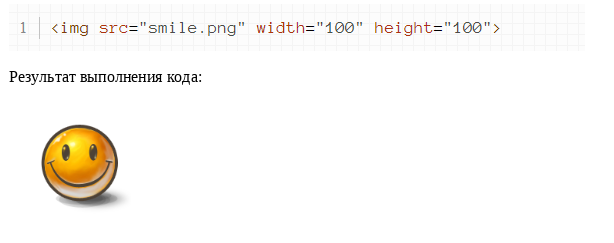 1 <img src="smile.png" width="100" height="100">
Результат выполнения кода: